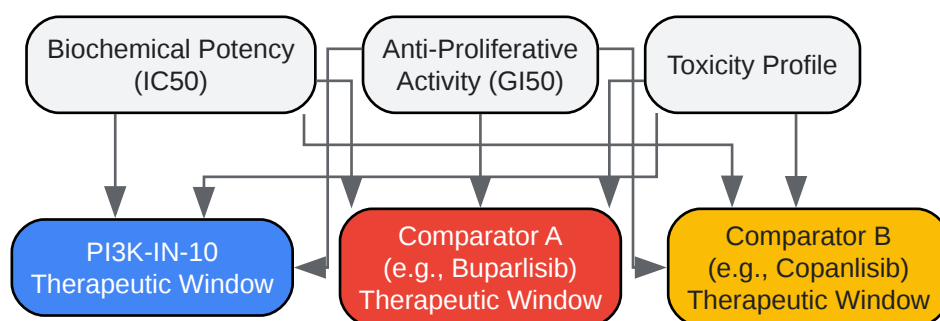 Biochemical Potency
(IC50)
Anti-Proliferative
Activity (GI50)
Toxicity Profile
PI3K-IN-10
Therapeutic Window
Comparator A
(e.g., Buparlisib)
Therapeutic Window
Comparator B
(e.g., Copanlisib)
Therapeutic Window